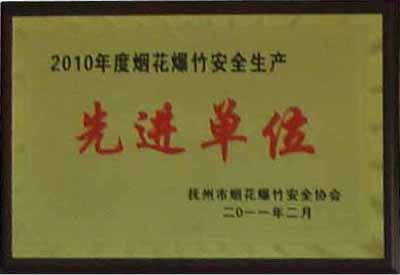 2010年度烟花爆竹安全生产
先进单位
抚州市烟花爆竹安全协会
二0一一年二月